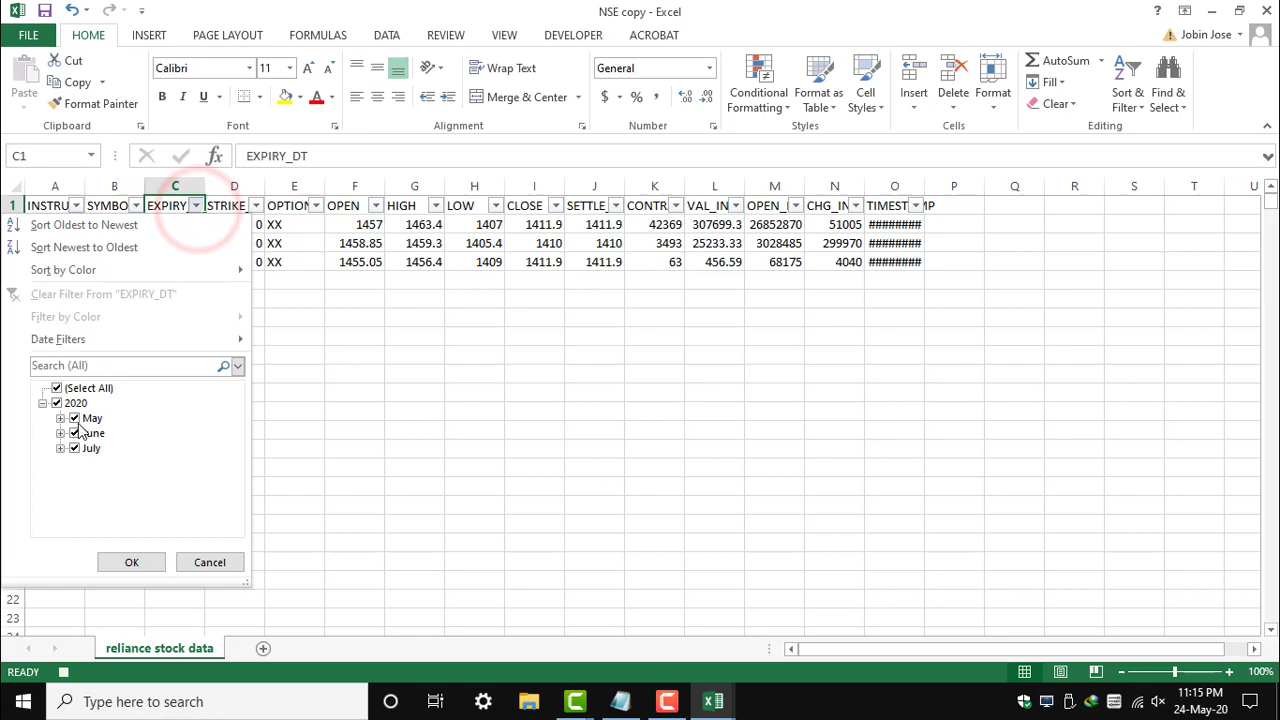 NSE copy - Excel
?
FILE HOME INSERT PAGE LAYOUT FORMULAS DATA REVIEW VIEW DEVELOPER ACROBAT Jobin Jose
Paste Cut Copy Format Painter
Calibri 11
B I U A
Wrap Text
Merge & Center
General
$ % ,
Conditional Formatting
Format as Table
Cell Styles
Insert Delete Format
AutoSum
Fill
Clear
Sort & Filter
Find & Select
Clipboard Font Alignment Number Styles Cells Editing
C1 fx EXPIRY_DT
A B C D E F G H I J K L M N O P Q R S T U
1 INSTRU SYMBO EXPIRY_ STRIKE_ OPTION OPEN HIGH LOW CLOSE SETTLE_ CONTR VAL_IN OPEN_I CHG_IN TIMEST MP
0 XX 1457 1463.4 1407 1411.9 1411.9 42369 307699.3 26852870 51005 ########
0 XX 1458.85 1459.3 1405.4 1410 1410 3493 25233.33 3028485 299970 ########
0 XX 1455.05 1456.4 1409 1411.9 1411.9 63 456.59 68175 4040 ########
Sort Oldest to Newest
Sort Newest to Oldest
Sort by Color
Clear Filter From "EXPIRY_DT"
Filter by Color
Date Filters
Search (All)
(Select All)
2020
May
June
July
OK Cancel
22
23
reliance stock data
READY 100%
Type here to search
11:15 PM
24-May-20